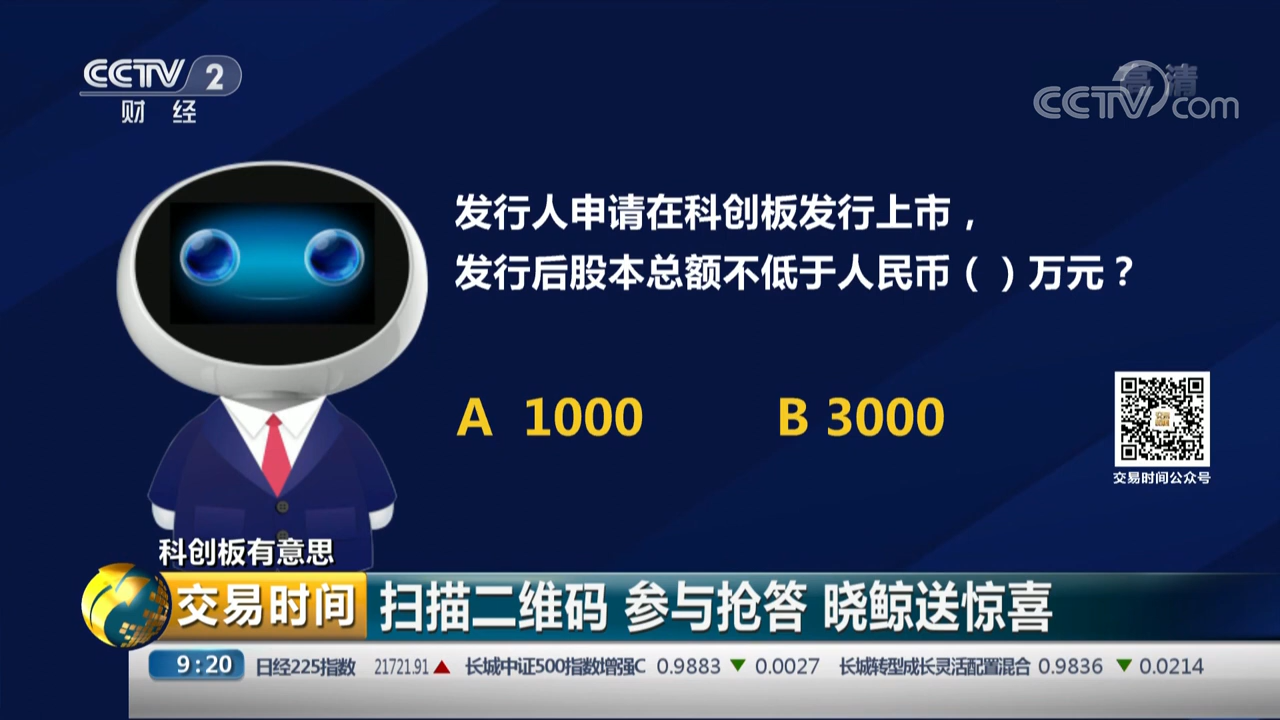 CCTV 2
财 经
高清
CCTV.com
发行人申请在科创板发行上市，
发行后股本总额不低于人民币（ ）万元？
A 1000 B 3000
交易时间公众号
科创板有意思
交易时间 扫描二维码 参与抢答 晓鲸送惊喜
9:20 日经225指数 21721.91 ▲ 长城中证500指数增强C 0.9883 ▼ 0.0027 长城转型成长灵活配置混合 0.9836 ▼ 0.0214